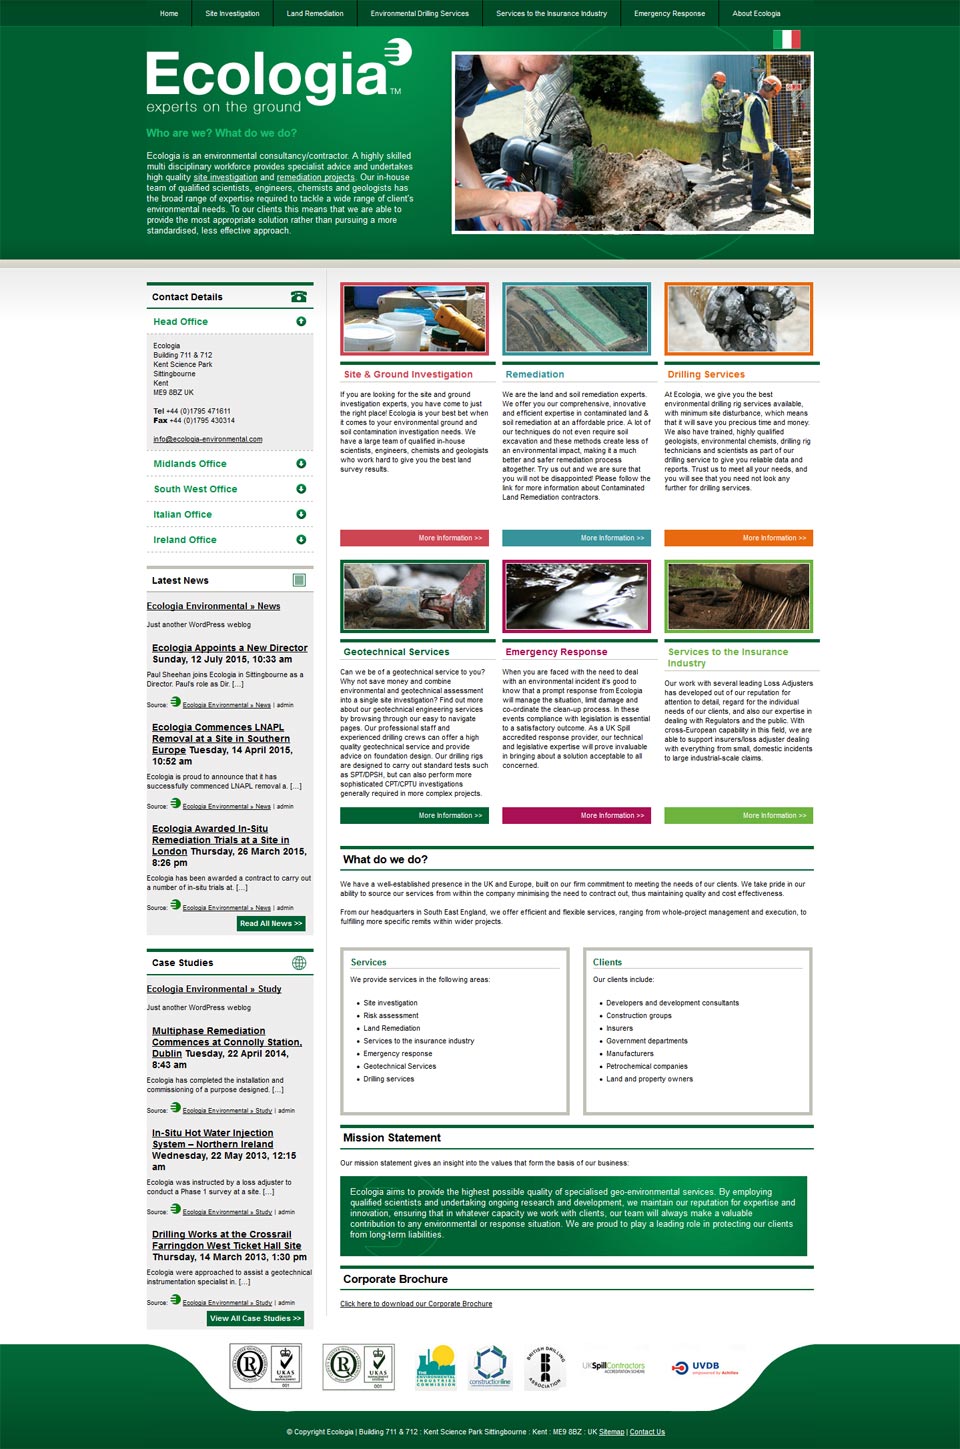 Home
Site Investigation
Land Remediation
Environmental Drilling Services
Services to the Insurance Industry
Emergency Response
About Ecologia
Ecologia TM
experts on the ground
Who are we? What do we do?
Ecologia is an environmental consultancy/contractor. A highly skilled
multi disciplinary workforce provides specialist advice and undertakes
high quality site investigation and remediation projects. Our in-house
team of qualified scientists, engineers, chemists and geologists has
the broad range of expertise required to tackle a wide range of client's
environmental needs. To our clients this means that we are able to
provide the most appropriate solution rather than pursuing a more
standardised, less effective approach.
Contact Details
Head Office
Ecologia
Building 711 & 712
Kent Science Park
Sittingbourne
Kent
ME9 8BZ UK
Tel +44 (0)1795 471611
Fax +44 (0)1795 430314
info@ecologia-environmental.com
Midlands Office
South West Office
Italian Office
Ireland Office
Latest News
Ecologia Environmental » News
Just another WordPress weblog
Ecologia Appoints a New Director
Sunday, 12 July 2015, 10:33 am
Paul Sheehan joins Ecologia in Sittingbourne as a
Director. Paul's role as Dir. [...]
Source: Ecologia Environmental » News | admin
Ecologia Commences LNAPL
Removal at a Site in Southern
Europe Tuesday, 14 April 2015,
10:52 am
Ecologia is proud to announce that it has
successfully commenced LNAPL removal a. [...]
Source: Ecologia Environmental » News | admin
Ecologia Awarded In-Situ
Remediation Trials at a Site in
London Thursday, 26 March 2015,
8:26 pm
Ecologia has been awarded a contract to carry out
a number of in-situ trials at. [...]
Source: Ecologia Environmental » News | admin
Read All News >>
Case Studies
Ecologia Environmental » Study
Just another WordPress weblog
Multiphase Remediation
Commences at Connolly Station,
Dublin Tuesday, 22 April 2014,
8:43 am
Ecologia has completed the installation and
commissioning of a purpose designed. [...]
Source: Ecologia Environmental » Study | admin
In-Situ Hot Water Injection
System – Northern Ireland
Wednesday, 22 May 2013, 12:15
am
Ecologia was instructed by a loss adjuster to
conduct a Phase 1 survey at a site. [...]
Source: Ecologia Environmental » Study | admin
Drilling Works at the Crossrail
Farringdon West Ticket Hall Site
Thursday, 14 March 2013, 1:30 pm
Ecologia were approached to assist a geotechnical
instrumentation specialist in. [...]
Source: Ecologia Environmental » Study | admin
View All Case Studies >>
Site & Ground Investigation
If you are looking for the site and ground
investigation experts, you have come to just
the right place! Ecologia is your best bet when
it comes to your environmental ground and
soil contamination investigation needs. We
have a large team of qualified in-house
scientists, engineers, chemists and geologists
who work hard to give you the best land
survey results.
More Information >>
Remediation
We are the land and soil remediation experts.
We offer you our comprehensive, innovative
and efficient expertise in contaminated land &
soil remediation at an affordable price. A lot of
our techniques do not even require soil
excavation and these methods create less of
an environmental impact, making it a much
better and safer remediation process
altogether. Try us out and we are sure that
you will not be disappointed! Please follow the
link for more information about Contaminated
Land Remediation contractors.
More Information >>
Drilling Services
At Ecologia, we give you the best
environmental drilling rig services available,
with minimum site disturbance, which means
that it will save you precious time and money.
We also have trained, highly qualified
geologists, environmental chemists, drilling rig
technicians and scientists as part of our
drilling service to give you reliable data and
reports. Trust us to meet all your needs, and
you will see that you need not look any
further for drilling services.
More Information >>
Geotechnical Services
Can we be of a geotechnical service to you?
Why not save money and combine
environmental and geotechnical assessment
into a single site investigation? Find out more
about our geotechnical engineering services
by browsing through our easy to navigate
pages. Our professional staff and
experienced drilling crews can offer a high
quality geotechnical service and provide
advice on foundation design. Our drilling rigs
are designed to carry out standard tests such
as SPT/DPSH, but can also perform more
sophisticated CPT/CPTU investigations
generally required in more complex projects.
More Information >>
Emergency Response
When you are faced with the need to deal
with an environmental incident it's good to
know that a prompt response from Ecologia
will manage the situation, limit damage and
co-ordinate the clean-up process. In these
events compliance with legislation is essential
to a satisfactory outcome. As a UK Spill
accredited response provider, our technical
and legislative expertise will prove invaluable
in bringing about a solution acceptable to all
concerned.
More Information >>
Services to the Insurance
Industry
Our work with several leading Loss Adjusters
has developed out of our reputation for
attention to detail, regard for the individual
needs of our clients, and also our expertise in
dealing with Regulators and the public. With
cross-European capability in this field, we are
able to support insurers/loss adjuster dealing
with everything from small, domestic incidents
to large industrial-scale claims.
More Information >>
What do we do?
We have a well-established presence in the UK and Europe, built on our firm commitment to meeting the needs of our clients. We take pride in our
ability to source our services from within the company minimising the need to contract out, thus maintaining quality and cost effectiveness.
From our headquarters in South East England, we offer efficient and flexible services, ranging from whole-project management and execution, to
fulfilling more specific remits within wider projects.
Services
We provide services in the following areas:
Site investigation
Risk assessment
Land Remediation
Services to the insurance industry
Emergency response
Geotechnical Services
Drilling services
Clients
Our clients include:
Developers and development consultants
Construction groups
Insurers
Government departments
Manufacturers
Petrochemical companies
Land and property owners
Mission Statement
Our mission statement gives an insight into the values that form the basis of our business:
Ecologia aims to provide the highest possible quality of specialised geo-environmental services. By employing
qualified scientists and undertaking ongoing research and development, we maintain our reputation for expertise and
innovation, ensuring that in whatever capacity we work with clients, our team will always make a valuable
contribution to any environmental or response situation. We are proud to play a leading role in protecting our clients
from long-term liabilities.
Corporate Brochure
Click here to download our Corporate Brochure
UKAS
001
UKAS
001
THE ENVIRONMENTAL
INDUSTRIES
COMMISSION
constructionline
BRITISH DRILLING
ASSOCIATION
UKSpillContractors
ACCREDITATION SCHEME
UVDB
empowered by Achilles
© Copyright Ecologia | Building 711 & 712 : Kent Science Park Sittingbourne : Kent : ME9 8BZ : UK Sitemap | Contact Us